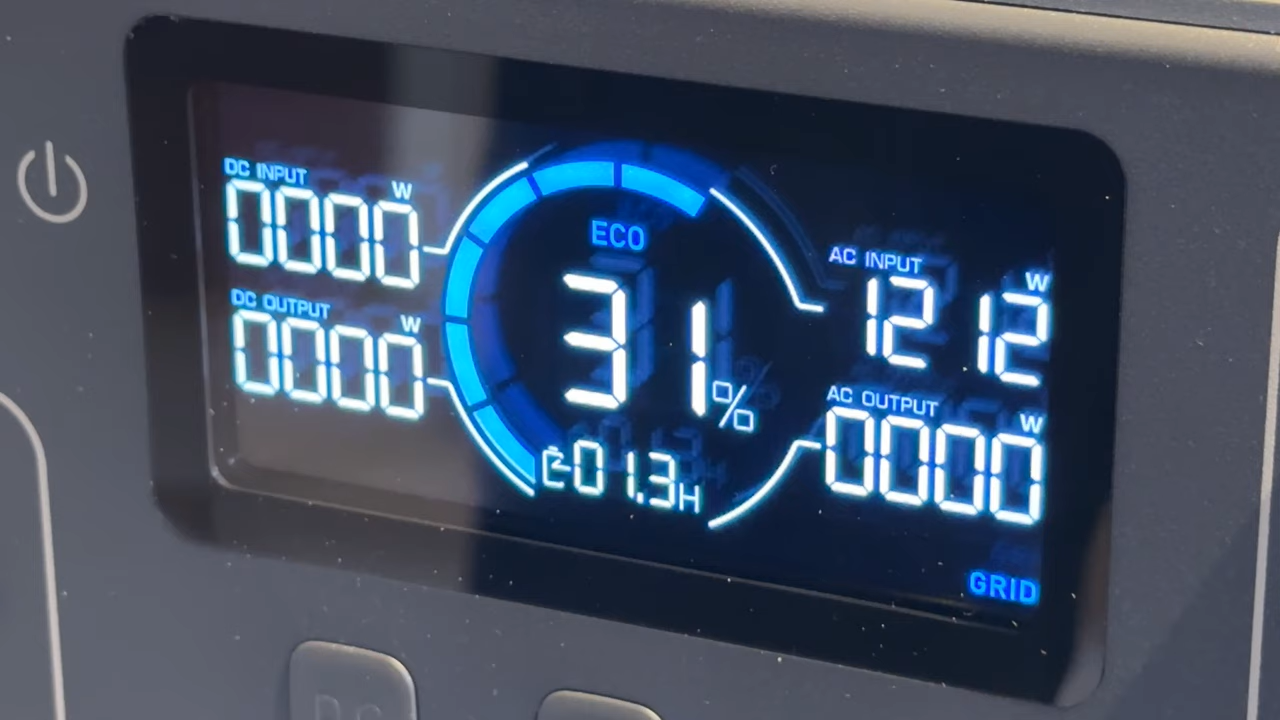 DC INPUT
0000 W
DC OUTPUT
0000 W
ECO
31%
01.3H
AC INPUT
1212 W
AC OUTPUT
0000 W
GRID